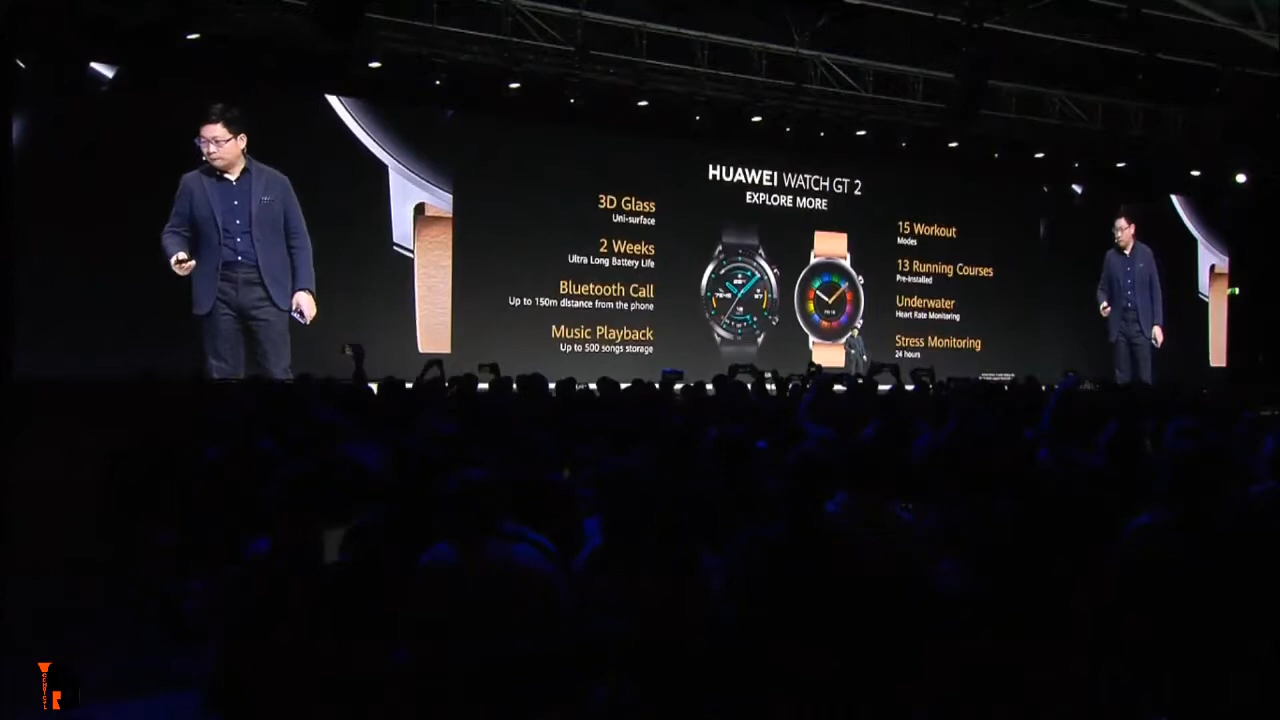 HUAWEI WATCH GT 2
EXPLORE MORE
3D Glass
Uni-surface
2 Weeks
Ultra Long Battery Life
Bluetooth Call
Up to 150m distance from the phone
Music Playback
Up to 500 songs storage
15 Workout
Modes
13 Running Courses
Pre-installed
Underwater
Heart Rate Monitoring
Stress Monitoring
24 hours